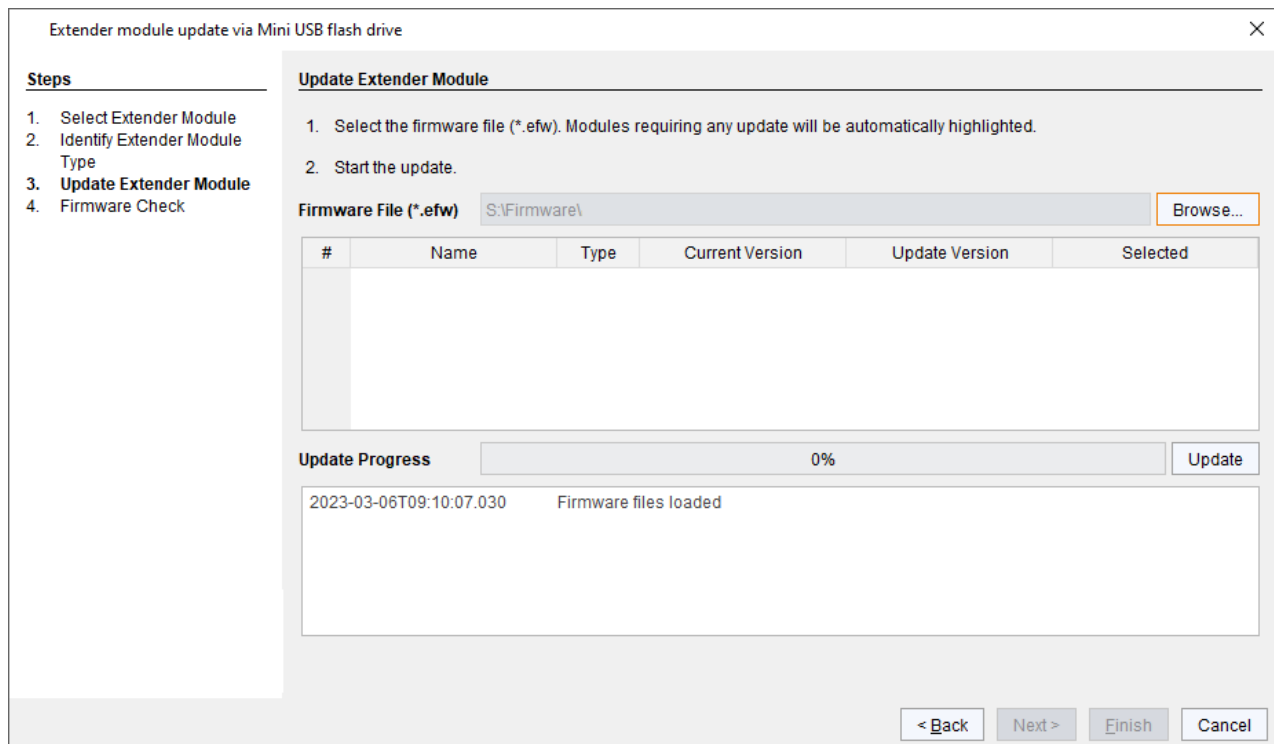 Extender module update via Mini USB flash drive
Steps
1. Select Extender Module
2. Identify Extender Module
Type
3. Update Extender Module
4. Firmware Check
Update Extender Module
1. Select the firmware file (*.efw). Modules requiring any update will be automatically highlighted.
2. Start the update.
Firmware File (*.efw) S:\Firmware\ Browse...
# Name Type Current Version Update Version Selected
Update Progress 0% Update
2023-03-06T09:10:07.030 Firmware files loaded
< Back Next > Finish Cancel